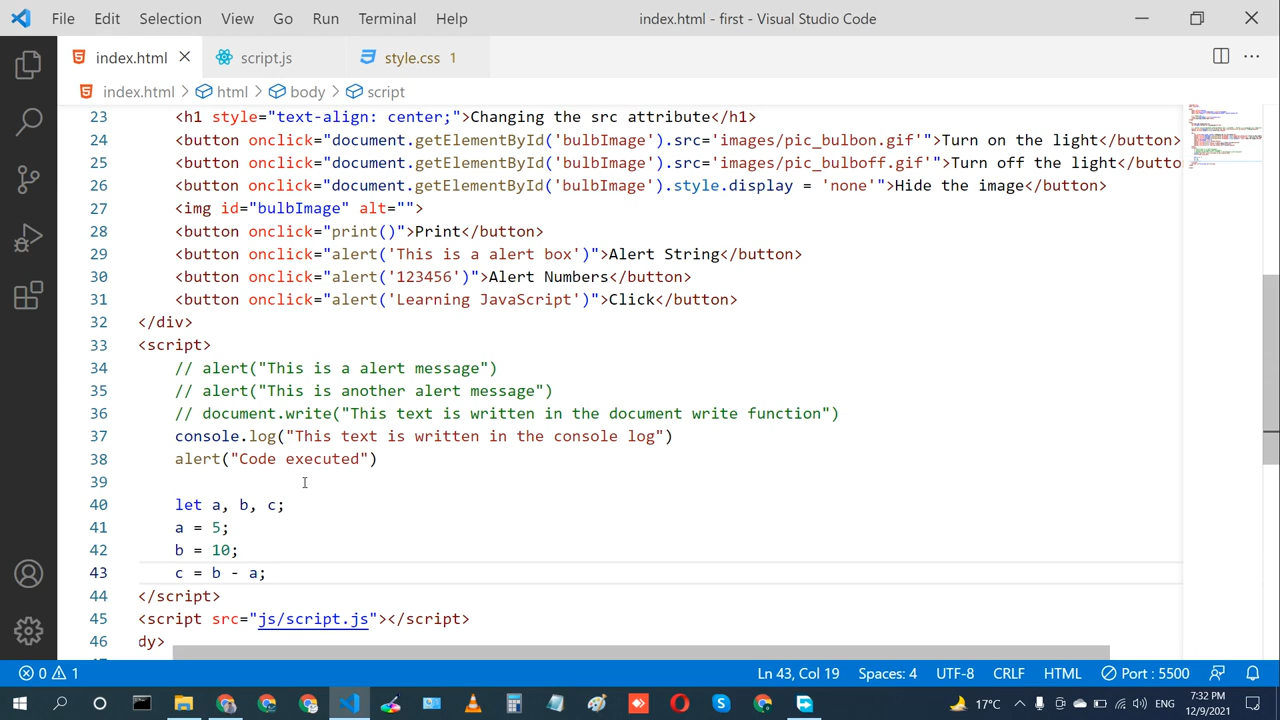 File Edit Selection View Go Run Terminal Help index.html - first - Visual Studio Code
index.html script.js style.css 1
index.html > html > body > script
23 <h1 style="text-align: center;">Changing the src attribute</h1>
24 <button onclick="document.getElementById('bulbImage').src='images/pic_bulbon.gif'">Turn on the light</button>
25 <button onclick="document.getElementById('bulbImage').src='images/pic_bulboff.gif'">Turn off the light</butto
26 <button onclick="document.getElementById('bulbImage').style.display = 'none'">Hide the image</button>
27 <img id="bulbImage" alt="">
28 <button onclick="print()">Print</button>
29 <button onclick="alert('This is a alert box')">Alert String</button>
30 <button onclick="alert('123456')">Alert Numbers</button>
31 <button onclick="alert('Learning JavaScript')">Click</button>
32 </div>
33 <script>
34 // alert("This is a alert message")
35 // alert("This is another alert message")
36 // document.write("This text is written in the document write function")
37 console.log("This text is written in the console log")
38 alert("Code executed")
39
40 let a, b, c;
41 a = 5;
42 b = 10;
43 c = b - a;
44 </script>
45 <script src="js/script.js"></script>
46 dy>
0 1 Ln 43, Col 19 Spaces: 4 UTF-8 CRLF HTML Port : 5500
17°C ENG 7:32 PM
12/9/2021